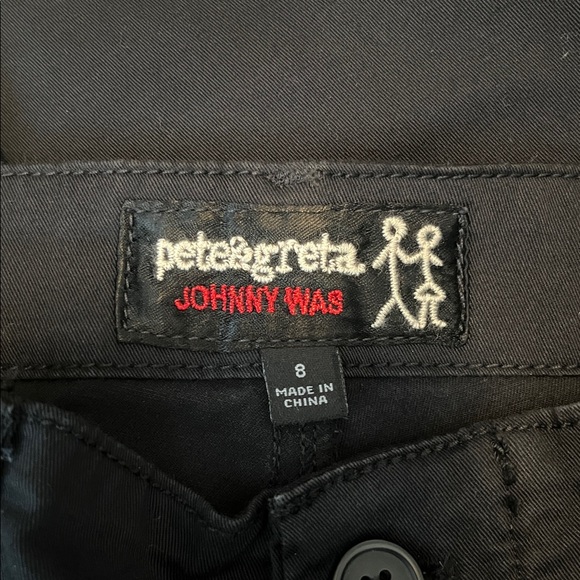 pete&greta
JOHNNY WAS
8
MADE IN
CHINA